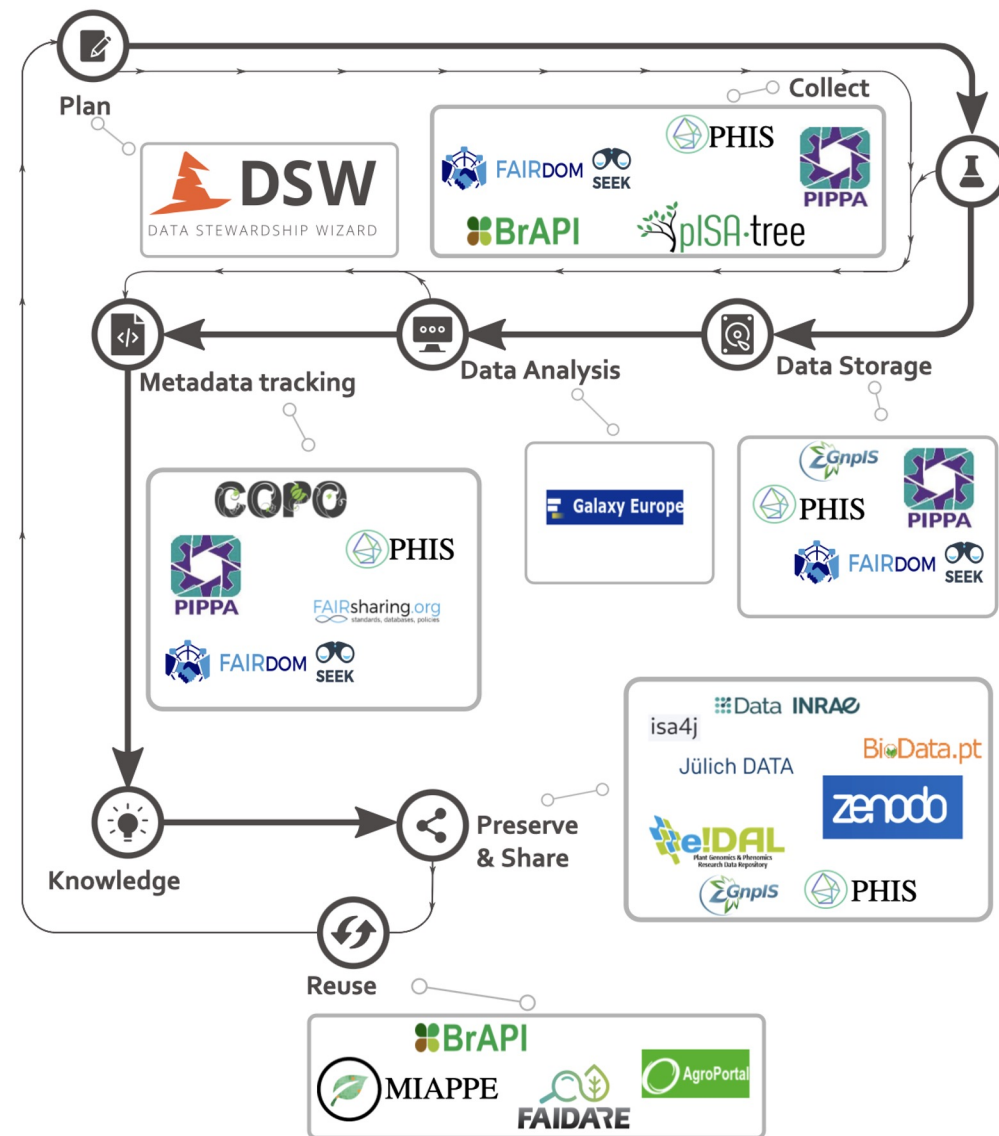 Plan
Collect
DSW
DATA STEWARDSHIP WIZARD
PHIS
FAIRDOM
SEEK
PIPPA
BrAPI
pISA·tree
</>
Metadata tracking
Data Analysis
Data Storage
COPO
PHIS
PIPPA
FAIRsharing.org
standards, databases, policies
FAIRDOM
SEEK
Galaxy Europe
GnpIS
PHIS
PIPPA
FAIRDOM
SEEK
Knowledge
Preserve
& Share
Data INRAE
isa4j
BioData.pt
Jülich DATA
zenodo
e!DAL
Plant Genomics & Phenomics
Research Data Repository
GnpIS
PHIS
Reuse
BrAPI
MIAPPE
FAIDARE
AgroPortal